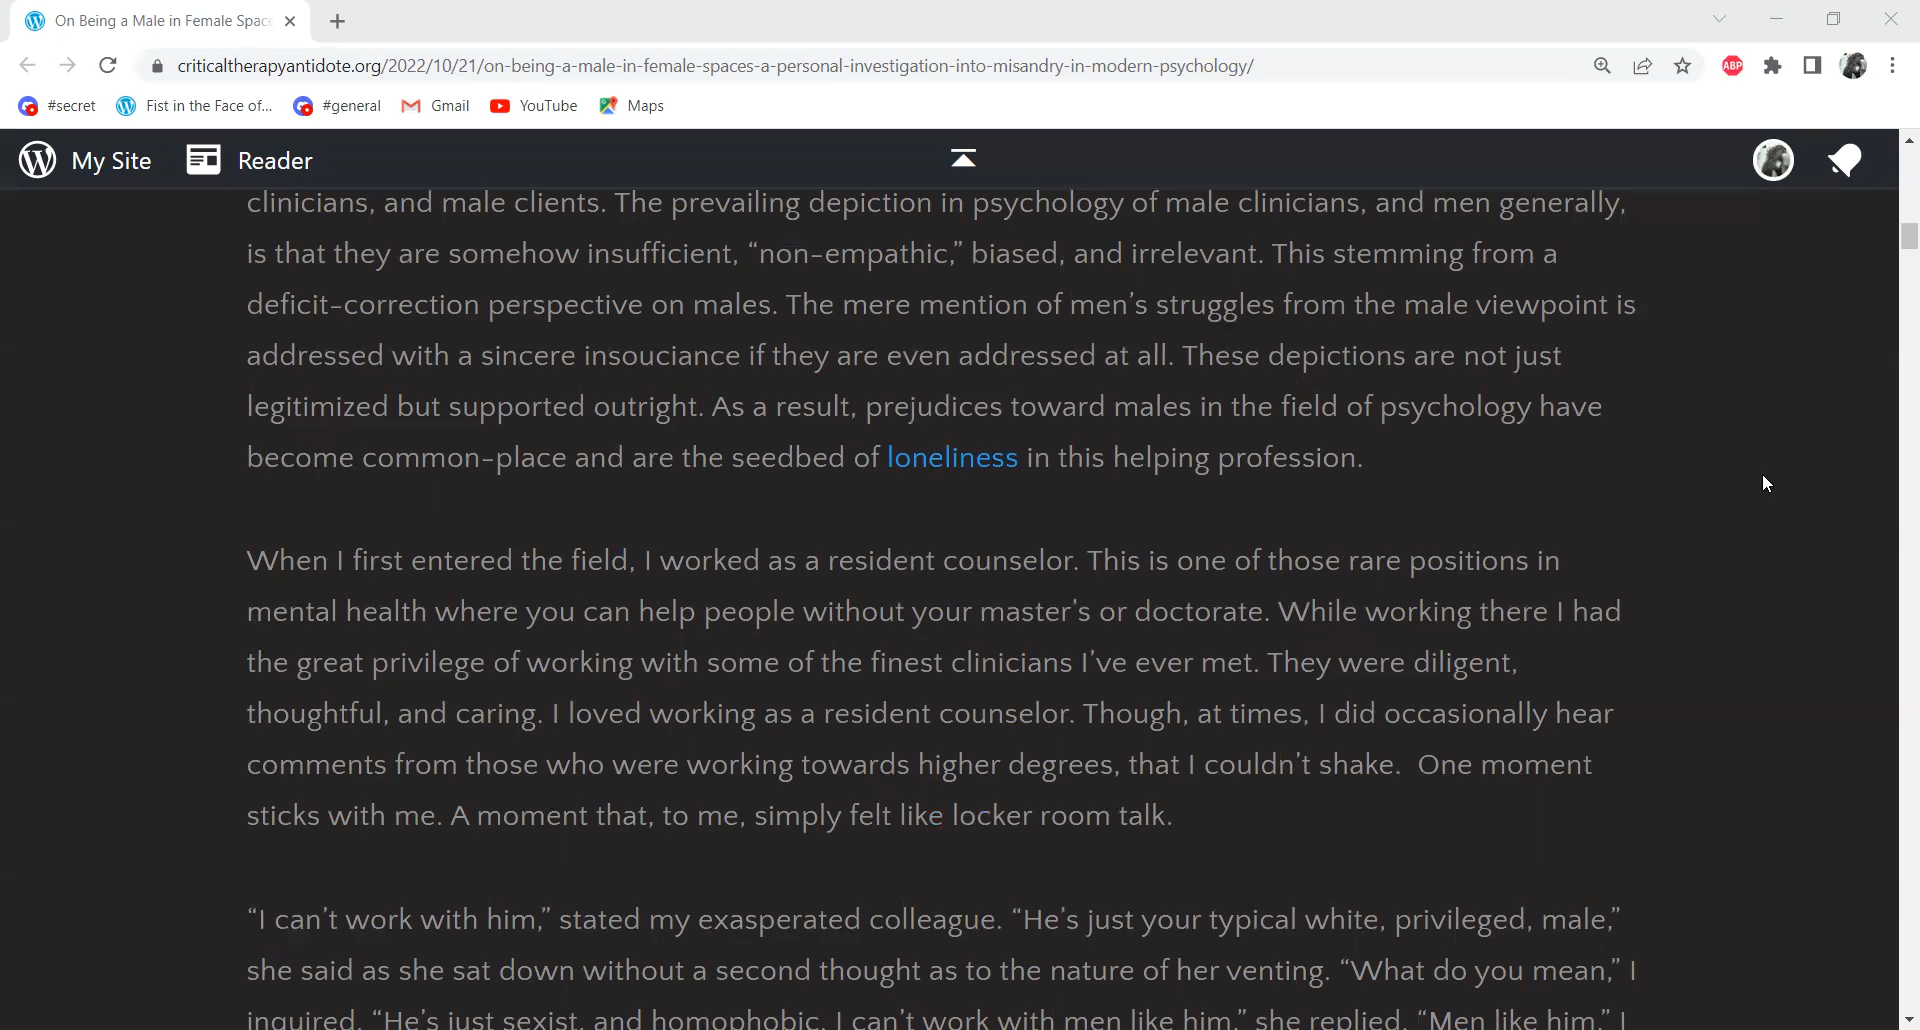 On Being a Male in Female Space
criticaltherapyantidote.org/2022/10/21/on-being-a-male-in-female-spaces-a-personal-investigation-into-misandry-in-modern-psychology/
ABP
#secret Fist in the Face of... #general Gmail YouTube Maps
My Site Reader
clinicians, and male clients. The prevailing depiction in psychology of male clinicians, and men generally,
is that they are somehow insufficient, “non-empathic,” biased, and irrelevant. This stemming from a
deficit-correction perspective on males. The mere mention of men’s struggles from the male viewpoint is
addressed with a sincere insouciance if they are even addressed at all. These depictions are not just
legitimized but supported outright. As a result, prejudices toward males in the field of psychology have
become common-place and are the seedbed of loneliness in this helping profession.
When I first entered the field, I worked as a resident counselor. This is one of those rare positions in
mental health where you can help people without your master’s or doctorate. While working there I had
the great privilege of working with some of the finest clinicians I’ve ever met. They were diligent,
thoughtful, and caring. I loved working as a resident counselor. Though, at times, I did occasionally hear
comments from those who were working towards higher degrees, that I couldn’t shake.  One moment
sticks with me. A moment that, to me, simply felt like locker room talk.
“I can’t work with him,” stated my exasperated colleague. “He’s just your typical white, privileged, male,”
she said as she sat down without a second thought as to the nature of her venting. “What do you mean,” I
inquired. “He’s just sexist, and homophobic. I can’t work with men like him,” she replied. “Men like him,” I